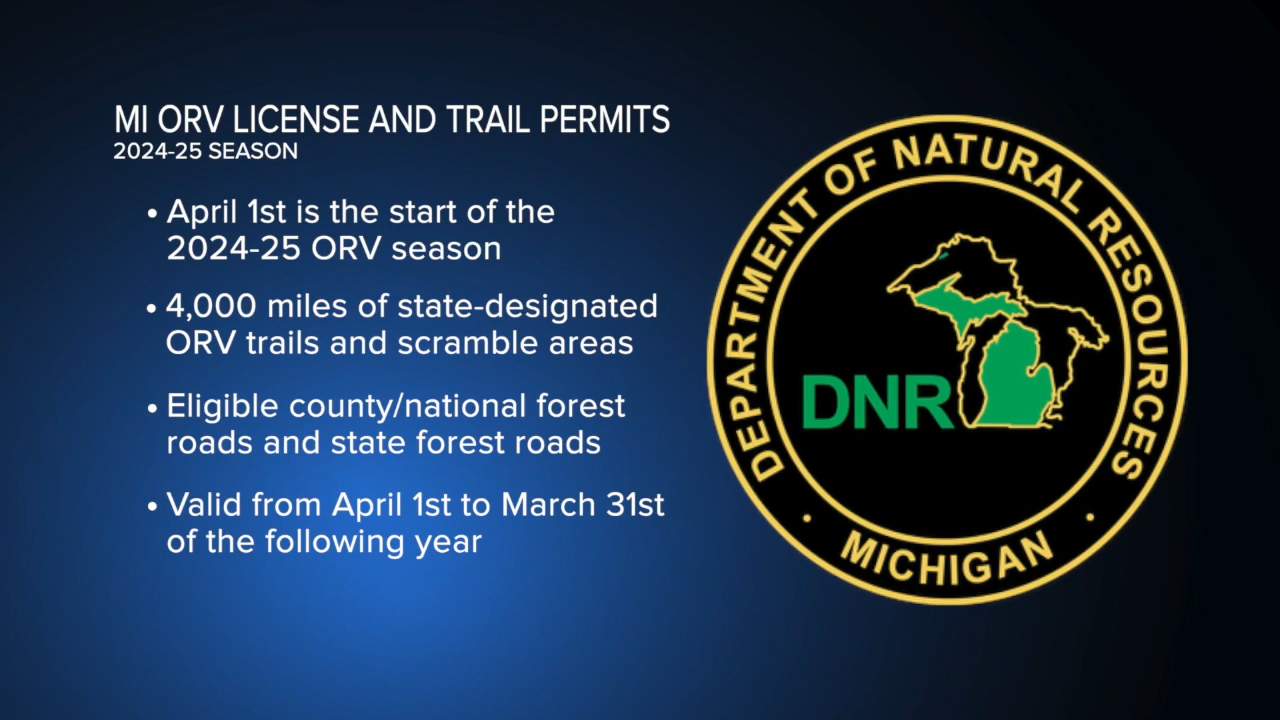 MI ORV LICENSE AND TRAIL PERMITS
2024-25 SEASON
• April 1st is the start of the
2024-25 ORV season
• 4,000 miles of state-designated
ORV trails and scramble areas
• Eligible county/national forest
roads and state forest roads
• Valid from April 1st to March 31st
of the following year
DEPARTMENT OF NATURAL RESOURCES
DNR
• MICHIGAN •